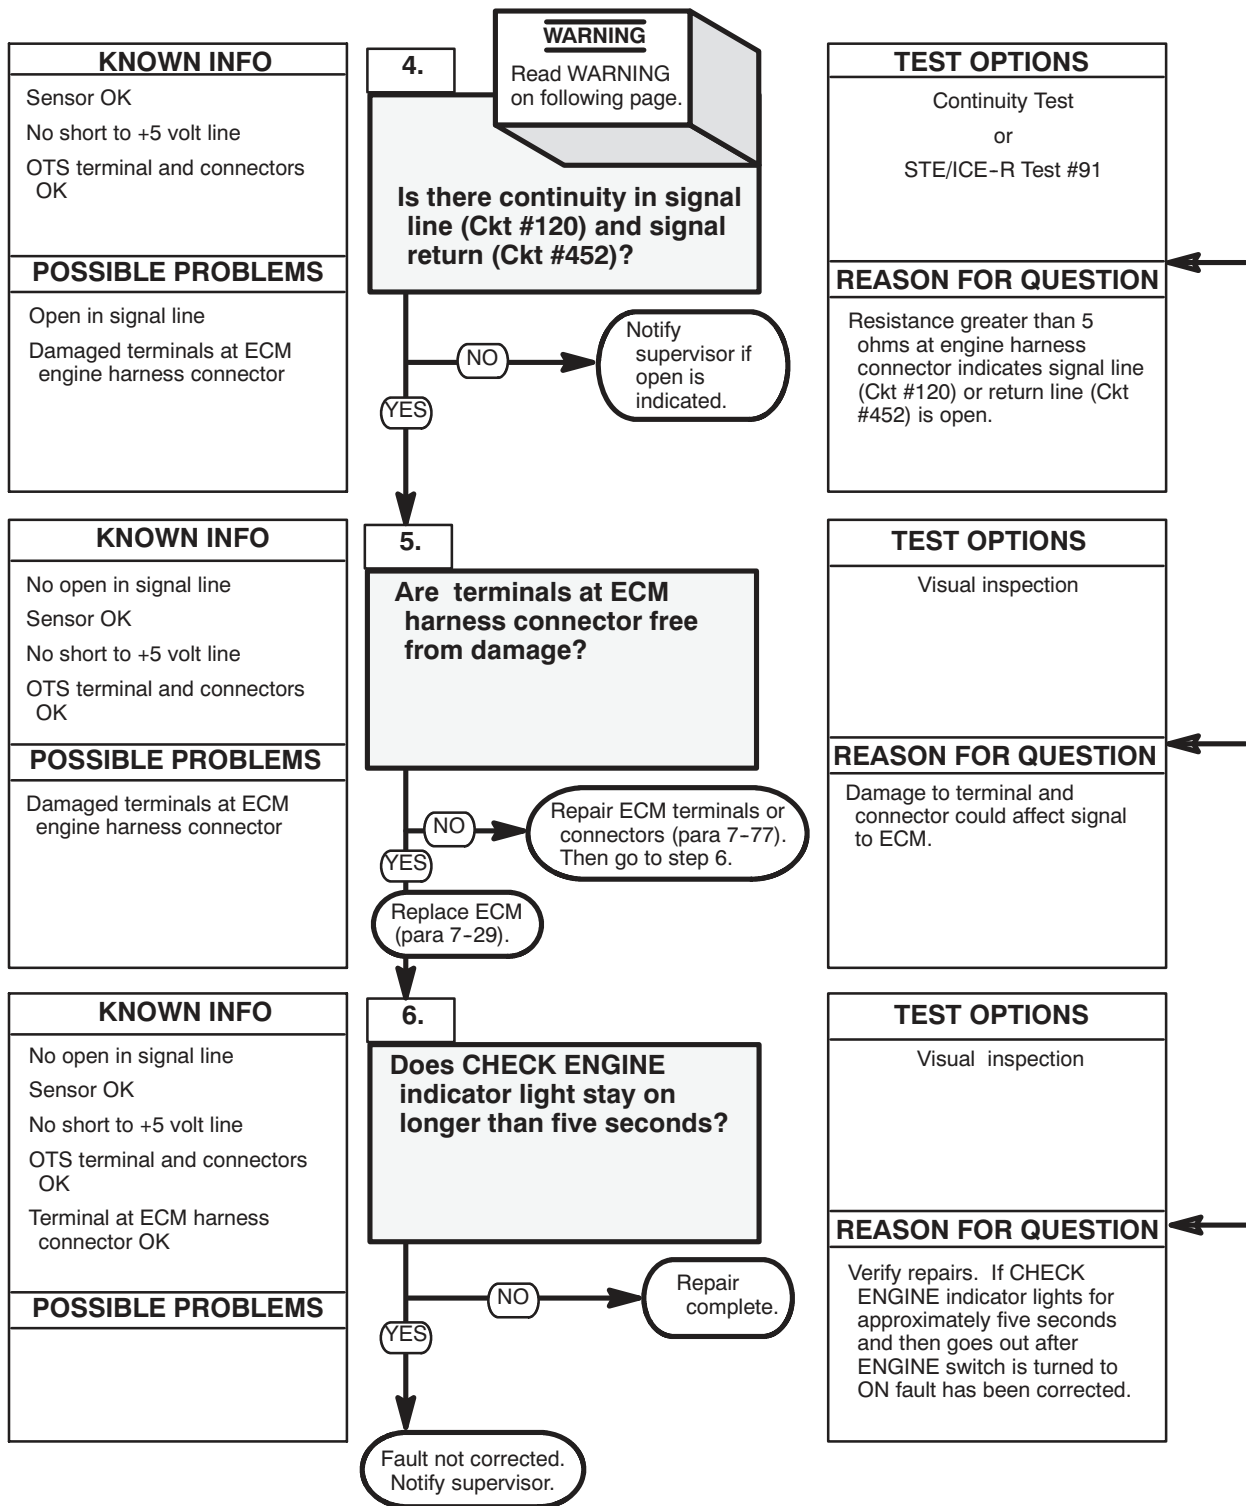 KNOWN INFO
Sensor OK
No short to +5 volt line
OTS terminal and connectors
OK
POSSIBLE PROBLEMS
Open in signal line
Damaged terminals at ECM
engine harness connector
4.
WARNING
Read WARNING
on following page.
Is there continuity in signal
line (Ckt #120) and signal
return (Ckt #452)?
NO
Notify
supervisor if
open is
indicated.
YES
TEST OPTIONS
Continuity Test
or
STE/ICE-R Test #91
REASON FOR QUESTION
Resistance greater than 5
ohms at engine harness
connector indicates signal line
(Ckt #120) or return line (Ckt
#452) is open.
KNOWN INFO
No open in signal line
Sensor OK
No short to +5 volt line
OTS terminal and connectors
OK
POSSIBLE PROBLEMS
Damaged terminals at ECM
engine harness connector
5.
Are terminals at ECM
harness connector free
from damage?
NO
Repair ECM terminals or
connectors (para 7-77).
Then go to step 6.
YES
Replace ECM
(para 7-29).
TEST OPTIONS
Visual inspection
REASON FOR QUESTION
Damage to terminal and
connector could affect signal
to ECM.
KNOWN INFO
No open in signal line
Sensor OK
No short to +5 volt line
OTS terminal and connectors
OK
Terminal at ECM harness
connector OK
POSSIBLE PROBLEMS
6.
Does CHECK ENGINE
indicator light stay on
longer than five seconds?
NO
Repair
complete.
YES
Fault not corrected.
Notify supervisor.
TEST OPTIONS
Visual inspection
REASON FOR QUESTION
Verify repairs. If CHECK
ENGINE indicator lights for
approximately five seconds
and then goes out after
ENGINE switch is turned to
ON fault has been corrected.